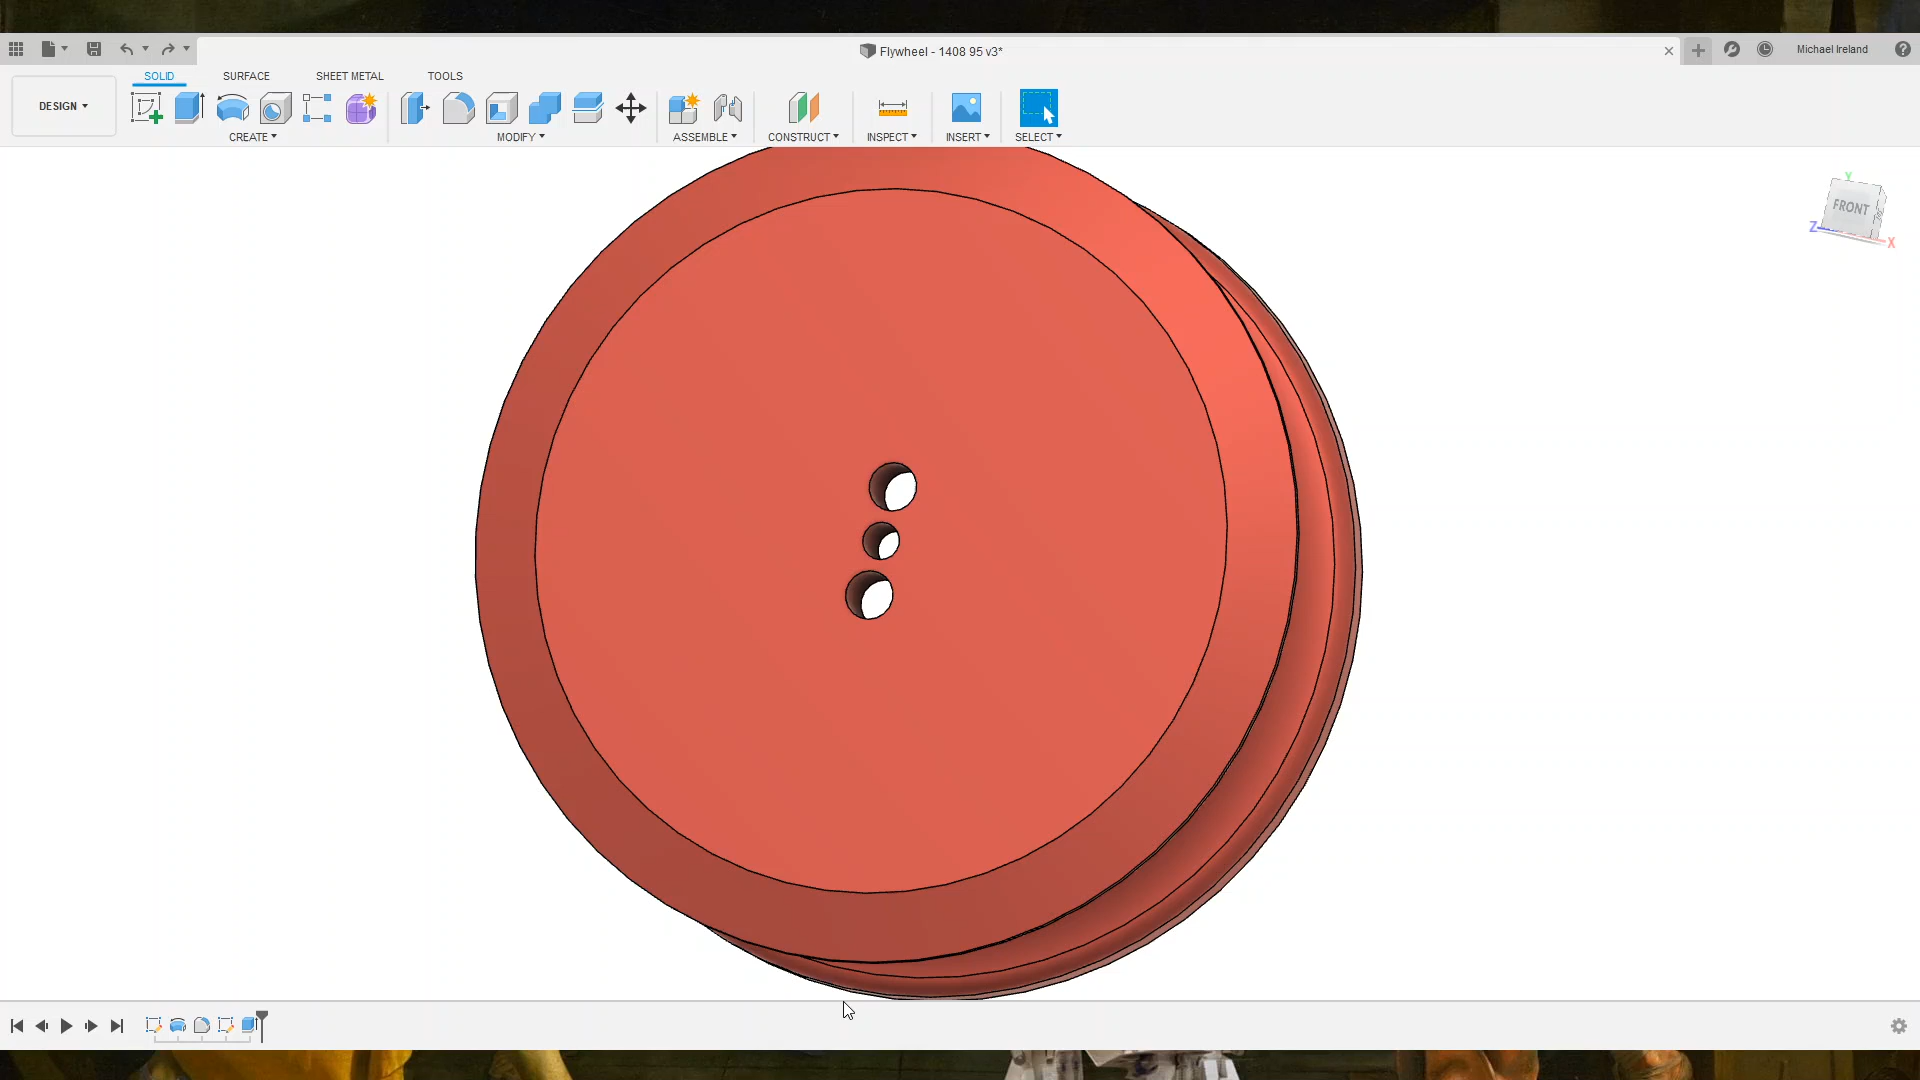 Flywheel - 1408 95 v3*
Michael Ireland
SOLID SURFACE SHEET METAL TOOLS
DESIGN
CREATE MODIFY ASSEMBLE CONSTRUCT INSPECT INSERT SELECT
Y
FRONT
Z
X